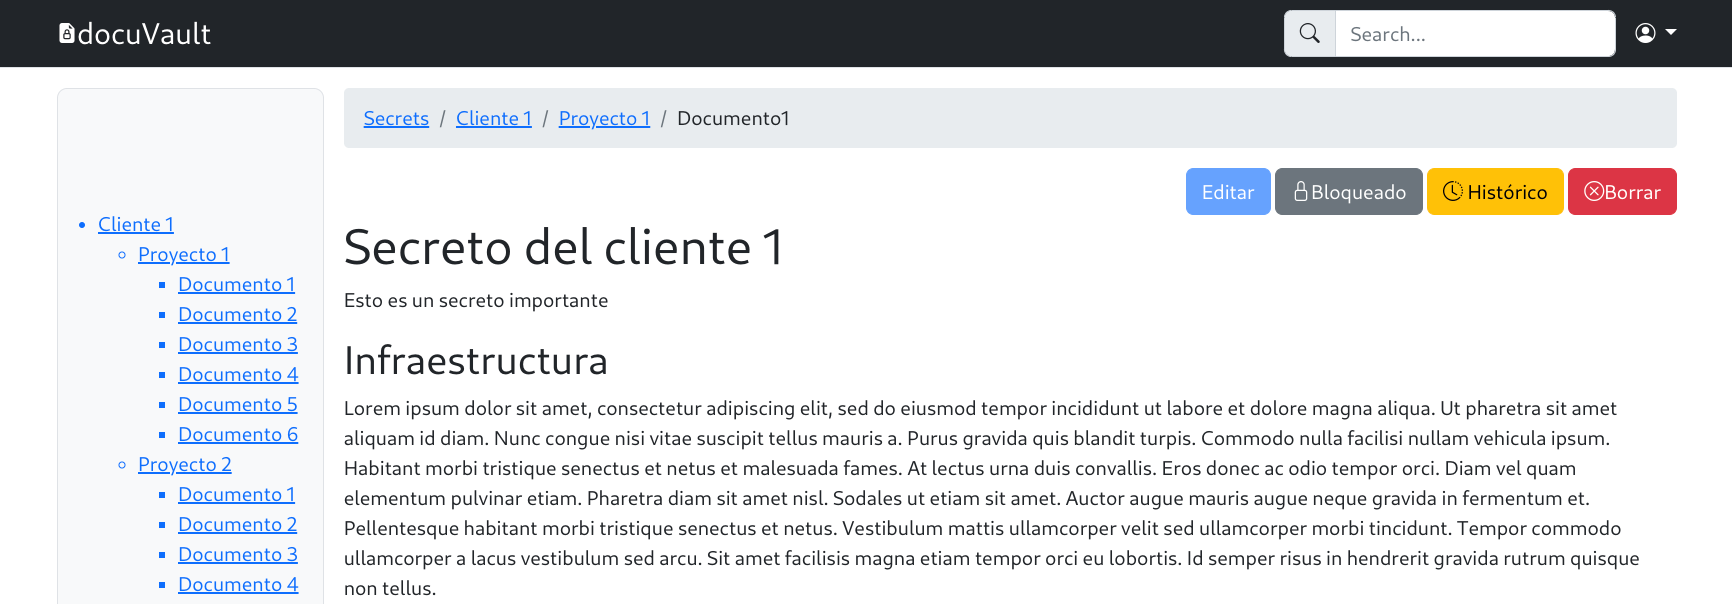 docuVault
Search...
Secrets / Cliente 1 / Proyecto 1 / Documento1
Editar
Bloqueado
Histórico
Borrar
Cliente 1
Proyecto 1
Documento 1
Documento 2
Documento 3
Documento 4
Documento 5
Documento 6
Proyecto 2
Documento 1
Documento 2
Documento 3
Documento 4
Secreto del cliente 1
Esto es un secreto importante
Infraestructura
Lorem ipsum dolor sit amet, consectetur adipiscing elit, sed do eiusmod tempor incididunt ut labore et dolore magna aliqua. Ut pharetra sit amet
aliquam id diam. Nunc congue nisi vitae suscipit tellus mauris a. Purus gravida quis blandit turpis. Commodo nulla facilisi nullam vehicula ipsum.
Habitant morbi tristique senectus et netus et malesuada fames. At lectus urna duis convallis. Eros donec ac odio tempor orci. Diam vel quam
elementum pulvinar etiam. Pharetra diam sit amet nisl. Sodales ut etiam sit amet. Auctor augue mauris augue neque gravida in fermentum et.
Pellentesque habitant morbi tristique senectus et netus. Vestibulum mattis ullamcorper velit sed ullamcorper morbi tincidunt. Tempor commodo
ullamcorper a lacus vestibulum sed arcu. Sit amet facilisis magna etiam tempor orci eu lobortis. Id semper risus in hendrerit gravida rutrum quisque
non tellus.